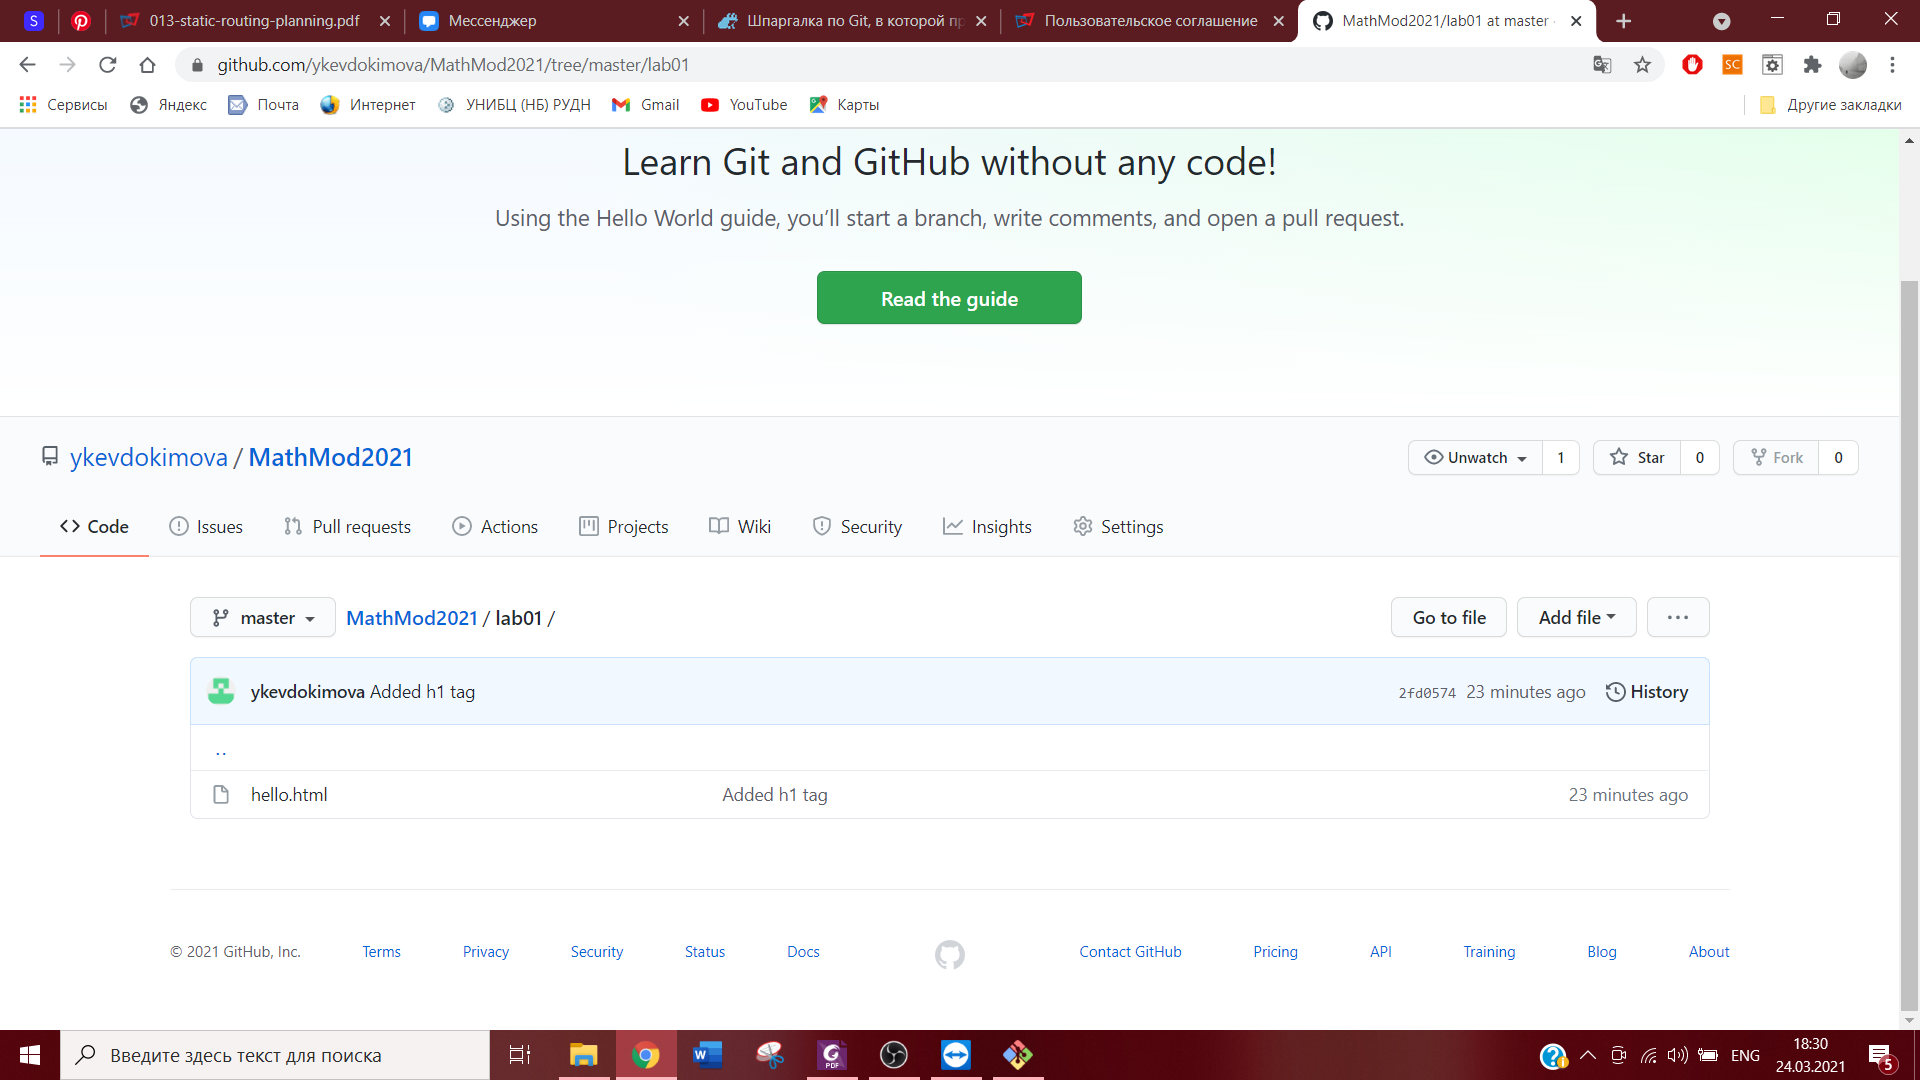 S 013-static-routing-planning.pdf Мессенджер Шпаргалка по Git, в которой пр Пользовательское соглашение MathMod2021/lab01 at master
github.com/ykevdokimova/MathMod2021/tree/master/lab01 SC
Сервисы Яндекс Почта Интернет УНИБЦ (НБ) РУДН Gmail YouTube Карты Другие закладки
Learn Git and GitHub without any code!
Using the Hello World guide, you’ll start a branch, write comments, and open a pull request.
Read the guide
ykevdokimova / MathMod2021 Unwatch 1 Star 0 Fork 0
Code Issues Pull requests Actions Projects Wiki Security Insights Settings
master MathMod2021 / lab01 / Go to file Add file ...
ykevdokimova Added h1 tag 2fd0574 23 minutes ago History
..
hello.html Added h1 tag 23 minutes ago
© 2021 GitHub, Inc. Terms Privacy Security Status Docs Contact GitHub Pricing API Training Blog About
Введите здесь текст для поиска W PDF ENG 18:30
24.03.2021 5